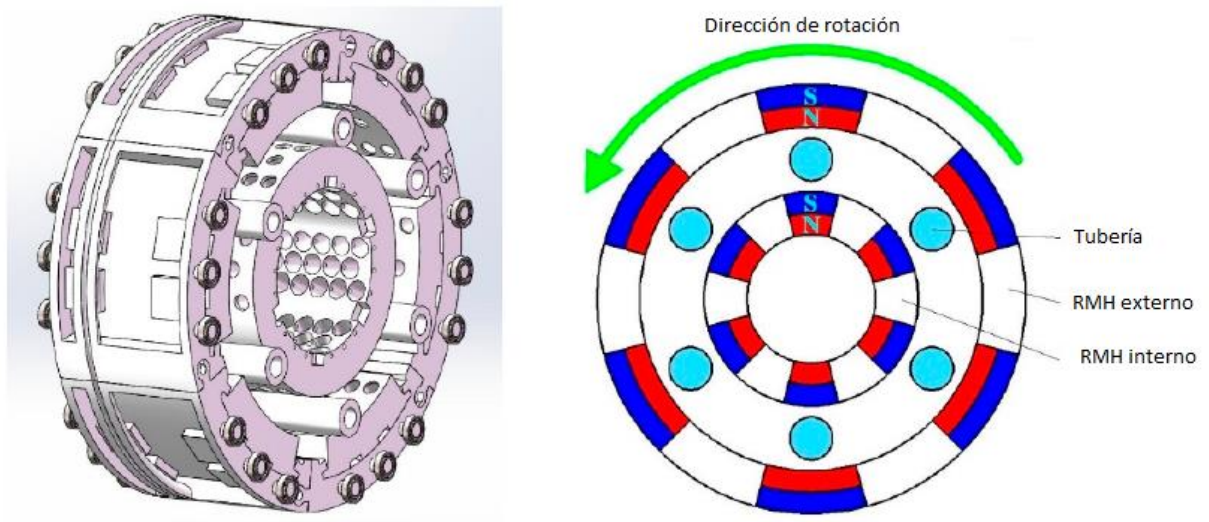 Dirección de rotación
S
N
S
N
Tubería
RMH externo
RMH interno